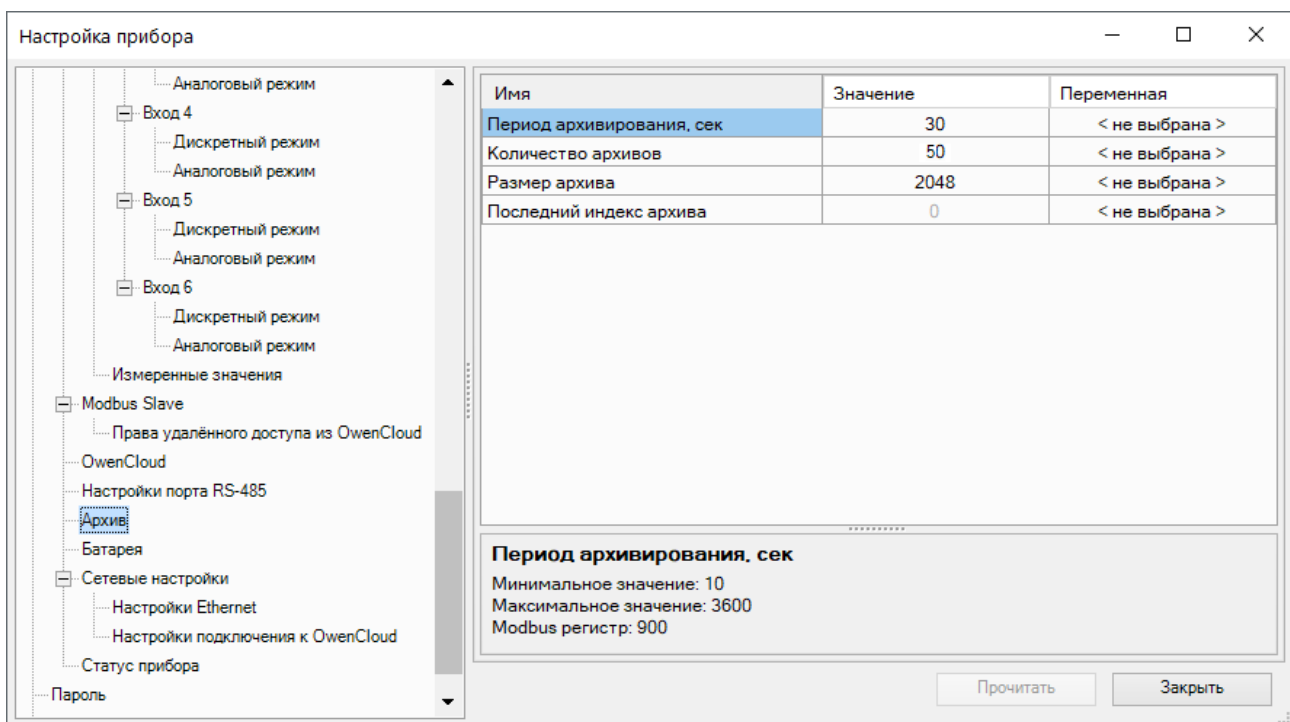 Настройка прибора
Аналоговый режим
Вход 4
Дискретный режим
Аналоговый режим
Вход 5
Дискретный режим
Аналоговый режим
Вход 6
Дискретный режим
Аналоговый режим
Измеренные значения
Modbus Slave
Права удалённого доступа из OwenCloud
OwenCloud
Настройки порта RS-485
Архив
Батарея
Сетевые настройки
Настройки Ethernet
Настройки подключения к OwenCloud
Статус прибора
Пароль
Имя Значение Переменная
Период архивирования, сек 30 < не выбрана >
Количество архивов 50 < не выбрана >
Размер архива 2048 < не выбрана >
Последний индекс архива 0 < не выбрана >
Период архивирования, сек
Минимальное значение: 10
Максимальное значение: 3600
Modbus регистр: 900
Прочитать Закрыть